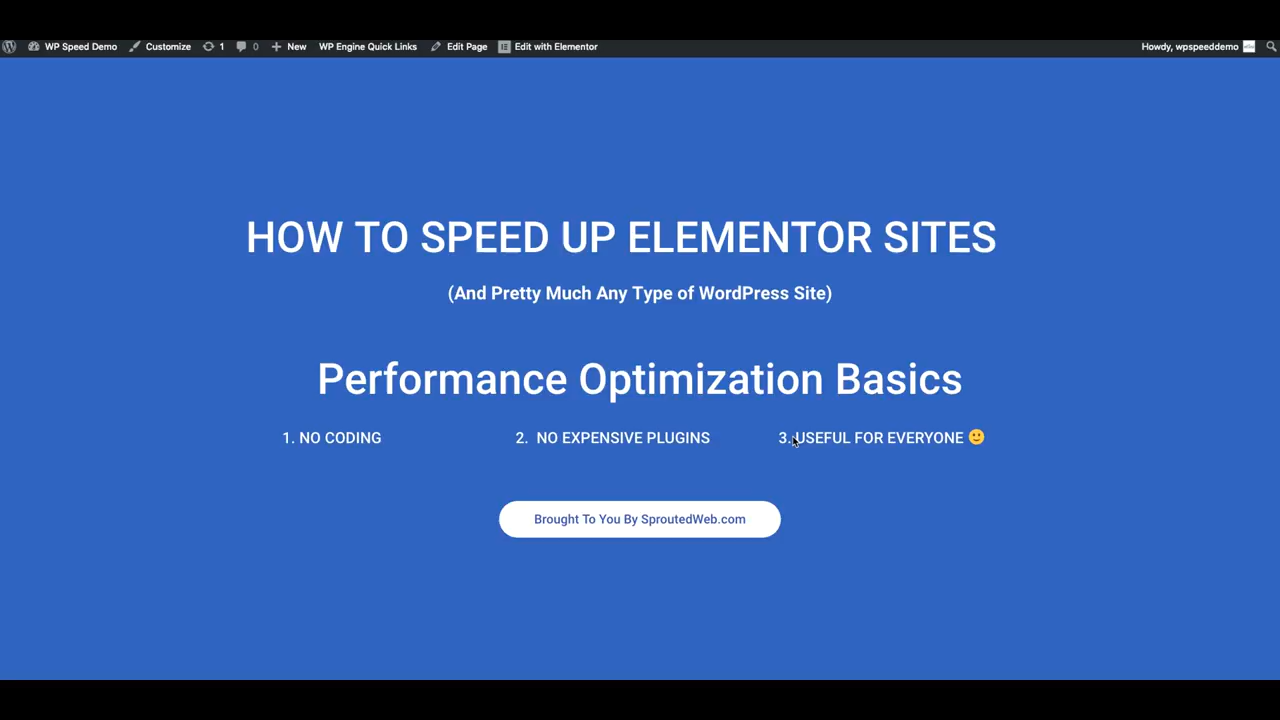 WP Speed Demo Customize 1 0 New WP Engine Quick Links Edit Page Edit with Elementor Howdy, wpspeeddemo
HOW TO SPEED UP ELEMENTOR SITES
(And Pretty Much Any Type of WordPress Site)
Performance Optimization Basics
1. NO CODING 2. NO EXPENSIVE PLUGINS 3. USEFUL FOR EVERYONE 🙂
Brought To You By SproutedWeb.com